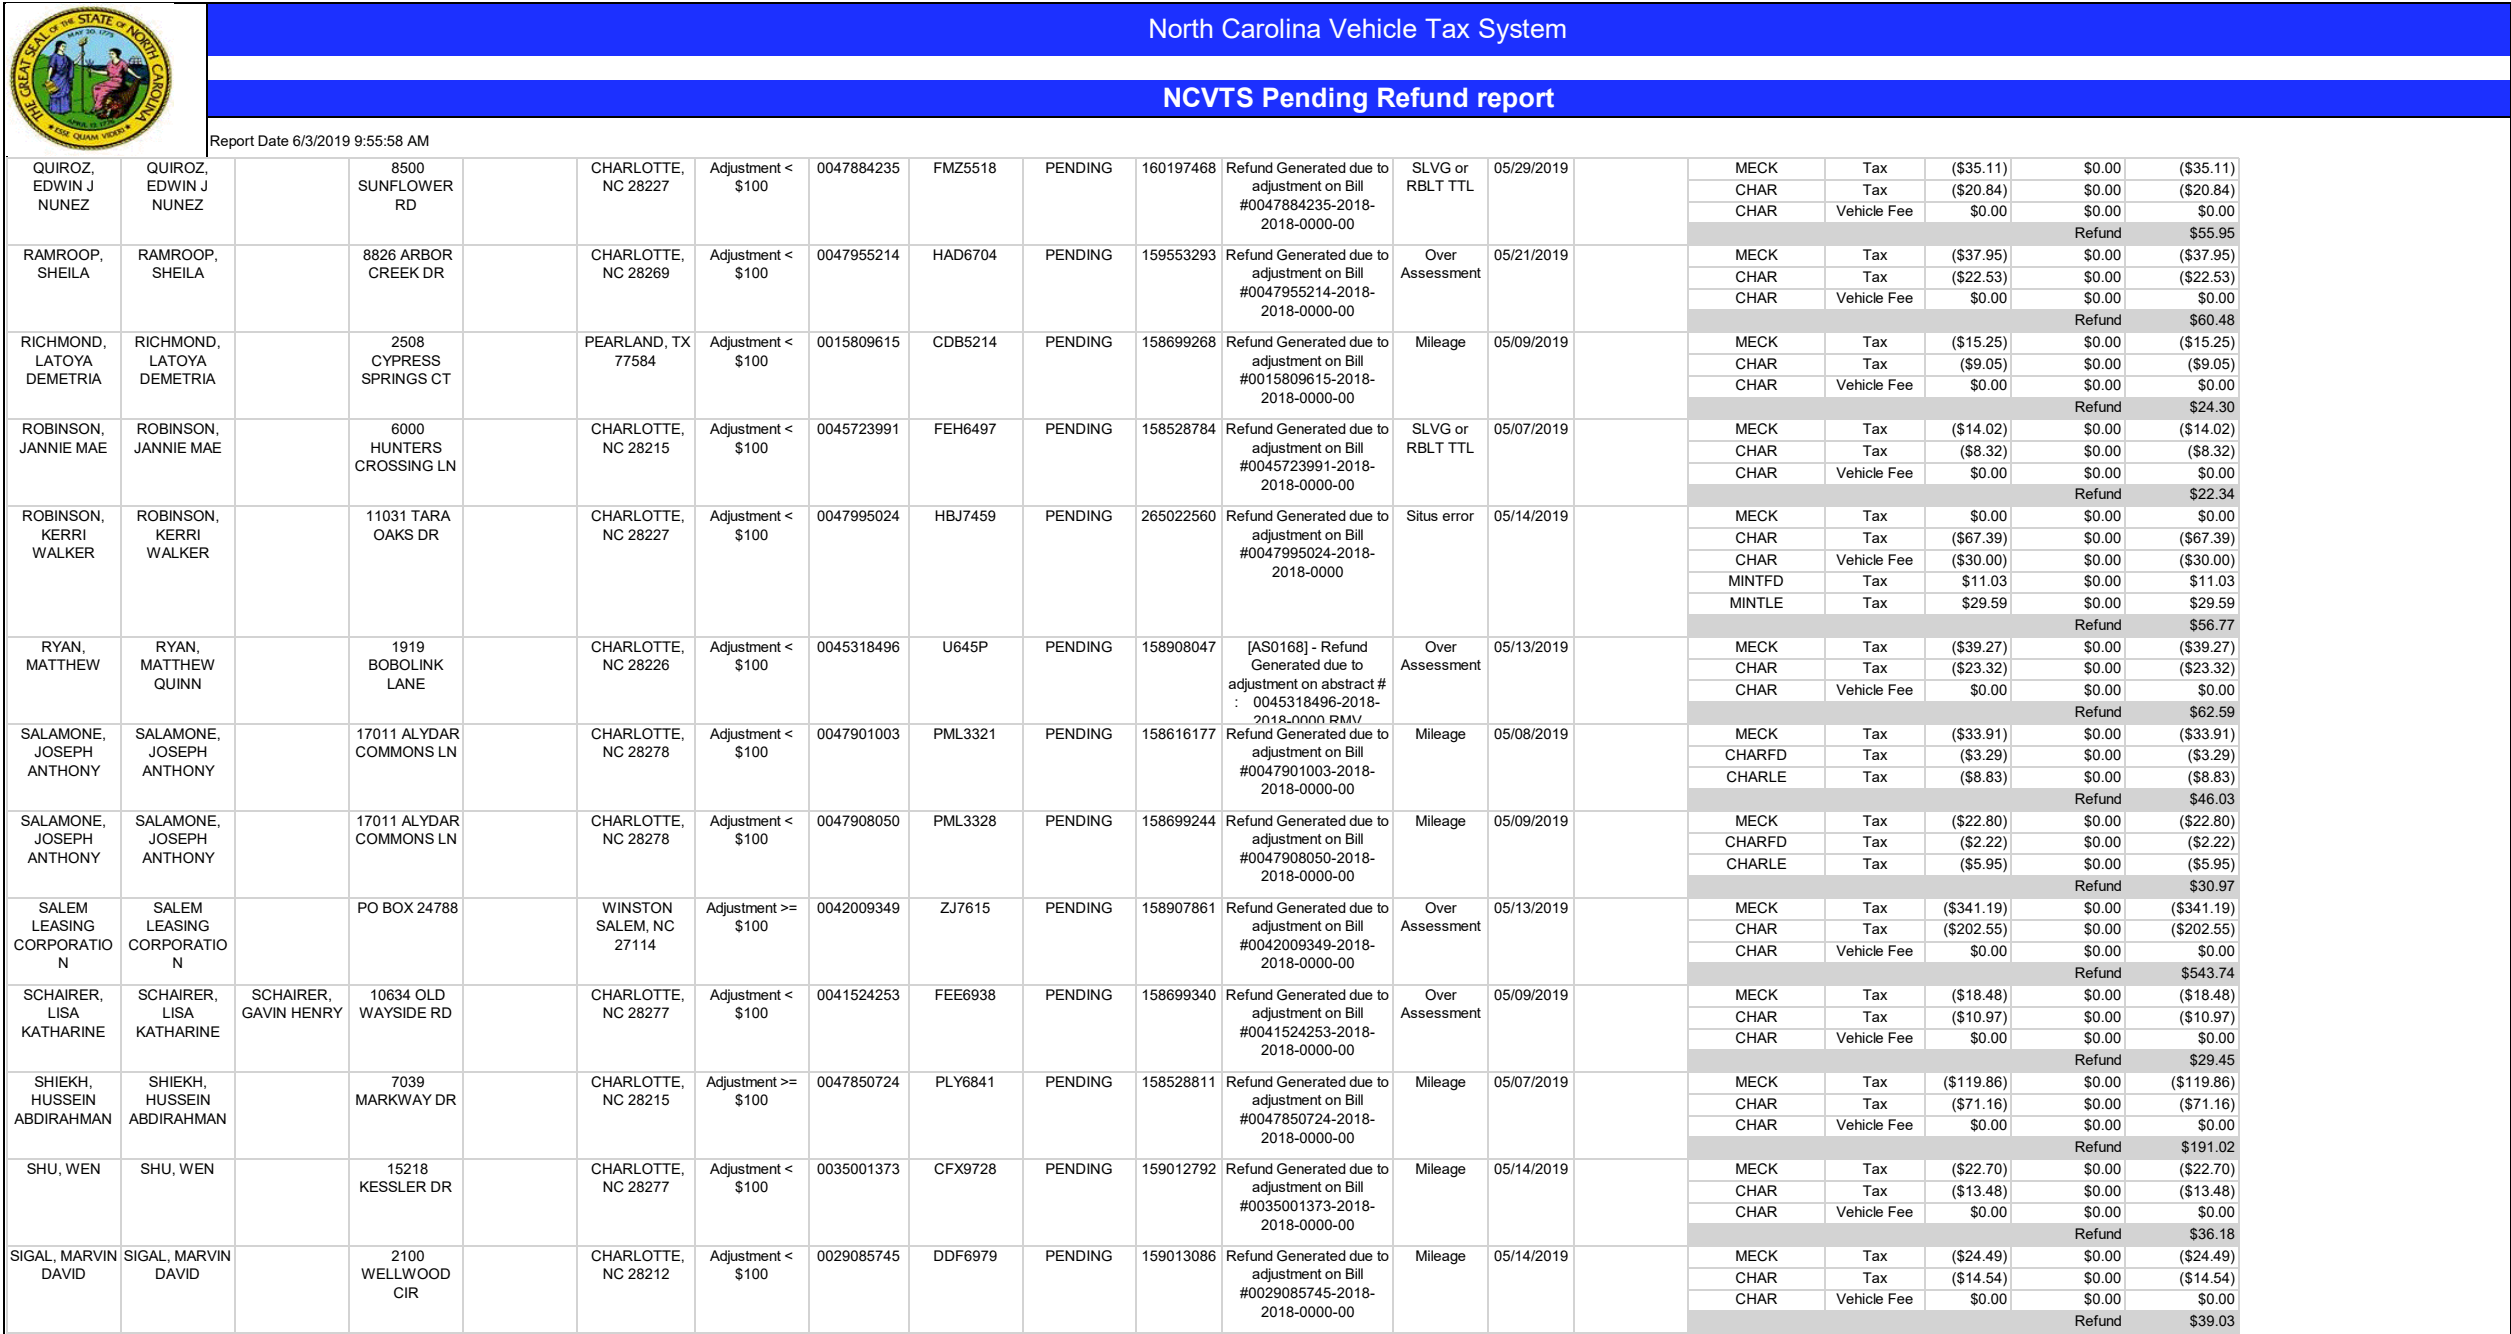 THE GREAT SEAL OF THE STATE OF NORTH CAROLINA
MAY 20, 1775
APRIL 12, 1776
ESSE QUAM VIDERI
North Carolina Vehicle Tax System
NCVTS Pending Refund report
Report Date 6/3/2019 9:55:58 AM
QUIROZ, QUIROZ, 8500 CHARLOTTE, Adjustment < 0047884235 FMZ5518 PENDING 160197468 Refund Generated due to SLVG or 05/29/2019 MECK Tax ($35.11) $0.00 ($35.11)
EDWIN J EDWIN J SUNFLOWER NC 28227 $100 adjustment on Bill RBLT TTL CHAR Tax ($20.84) $0.00 ($20.84)
NUNEZ NUNEZ RD #0047884235-2018- CHAR Vehicle Fee $0.00 $0.00 $0.00
2018-0000-00 Refund $55.95
RAMROOP, RAMROOP, 8826 ARBOR CHARLOTTE, Adjustment < 0047955214 HAD6704 PENDING 159553293 Refund Generated due to Over 05/21/2019 MECK Tax ($37.95) $0.00 ($37.95)
SHEILA SHEILA CREEK DR NC 28269 $100 adjustment on Bill Assessment CHAR Tax ($22.53) $0.00 ($22.53)
#0047955214-2018- CHAR Vehicle Fee $0.00 $0.00 $0.00
2018-0000-00 Refund $60.48
RICHMOND, RICHMOND, 2508 PEARLAND, TX Adjustment < 0015809615 CDB5214 PENDING 158699268 Refund Generated due to Mileage 05/09/2019 MECK Tax ($15.25) $0.00 ($15.25)
LATOYA LATOYA CYPRESS 77584 $100 adjustment on Bill CHAR Tax ($9.05) $0.00 ($9.05)
DEMETRIA DEMETRIA SPRINGS CT #0015809615-2018- CHAR Vehicle Fee $0.00 $0.00 $0.00
2018-0000-00 Refund $24.30
ROBINSON, ROBINSON, 6000 CHARLOTTE, Adjustment < 0045723991 FEH6497 PENDING 158528784 Refund Generated due to SLVG or 05/07/2019 MECK Tax ($14.02) $0.00 ($14.02)
JANNIE MAE JANNIE MAE HUNTERS NC 28215 $100 adjustment on Bill RBLT TTL CHAR Tax ($8.32) $0.00 ($8.32)
CROSSING LN #0045723991-2018- CHAR Vehicle Fee $0.00 $0.00 $0.00
2018-0000-00 Refund $22.34
ROBINSON, ROBINSON, 11031 TARA CHARLOTTE, Adjustment < 0047995024 HBJ7459 PENDING 265022560 Refund Generated due to Situs error 05/14/2019 MECK Tax $0.00 $0.00 $0.00
KERRI KERRI OAKS DR NC 28227 $100 adjustment on Bill CHAR Tax ($67.39) $0.00 ($67.39)
WALKER WALKER #0047995024-2018- CHAR Vehicle Fee ($30.00) $0.00 ($30.00)
2018-0000 MINTFD Tax $11.03 $0.00 $11.03
MINTLE Tax $29.59 $0.00 $29.59
Refund $56.77
RYAN, RYAN, 1919 CHARLOTTE, Adjustment < 0045318496 U645P PENDING 158908047 [AS0168] - Refund Over 05/13/2019 MECK Tax ($39.27) $0.00 ($39.27)
MATTHEW MATTHEW BOBOLINK NC 28226 $100 Generated due to Assessment CHAR Tax ($23.32) $0.00 ($23.32)
QUINN LANE adjustment on abstract # CHAR Vehicle Fee $0.00 $0.00 $0.00
: 0045318496-2018- Refund $62.59
2018-0000 RMV
SALAMONE, SALAMONE, 17011 ALYDAR CHARLOTTE, Adjustment < 0047901003 PML3321 PENDING 158616177 Refund Generated due to Mileage 05/08/2019 MECK Tax ($33.91) $0.00 ($33.91)
JOSEPH JOSEPH COMMONS LN NC 28278 $100 adjustment on Bill CHARFD Tax ($3.29) $0.00 ($3.29)
ANTHONY ANTHONY #0047901003-2018- CHARLE Tax ($8.83) $0.00 ($8.83)
2018-0000-00 Refund $46.03
SALAMONE, SALAMONE, 17011 ALYDAR CHARLOTTE, Adjustment < 0047908050 PML3328 PENDING 158699244 Refund Generated due to Mileage 05/09/2019 MECK Tax ($22.80) $0.00 ($22.80)
JOSEPH JOSEPH COMMONS LN NC 28278 $100 adjustment on Bill CHARFD Tax ($2.22) $0.00 ($2.22)
ANTHONY ANTHONY #0047908050-2018- CHARLE Tax ($5.95) $0.00 ($5.95)
2018-0000-00 Refund $30.97
SALEM SALEM PO BOX 24788 WINSTON Adjustment >= 0042009349 ZJ7615 PENDING 158907861 Refund Generated due to Over 05/13/2019 MECK Tax ($341.19) $0.00 ($341.19)
LEASING LEASING SALEM, NC $100 adjustment on Bill Assessment CHAR Tax ($202.55) $0.00 ($202.55)
CORPORATIO CORPORATIO 27114 #0042009349-2018- CHAR Vehicle Fee $0.00 $0.00 $0.00
N N 2018-0000-00 Refund $543.74
SCHAIRER, SCHAIRER, SCHAIRER, 10634 OLD CHARLOTTE, Adjustment < 0041524253 FEE6938 PENDING 158699340 Refund Generated due to Over 05/09/2019 MECK Tax ($18.48) $0.00 ($18.48)
LISA LISA GAVIN HENRY WAYSIDE RD NC 28277 $100 adjustment on Bill Assessment CHAR Tax ($10.97) $0.00 ($10.97)
KATHARINE KATHARINE #0041524253-2018- CHAR Vehicle Fee $0.00 $0.00 $0.00
2018-0000-00 Refund $29.45
SHIEKH, SHIEKH, 7039 CHARLOTTE, Adjustment >= 0047850724 PLY6841 PENDING 158528811 Refund Generated due to Mileage 05/07/2019 MECK Tax ($119.86) $0.00 ($119.86)
HUSSEIN HUSSEIN MARKWAY DR NC 28215 $100 adjustment on Bill CHAR Tax ($71.16) $0.00 ($71.16)
ABDIRAHMAN ABDIRAHMAN #0047850724-2018- CHAR Vehicle Fee $0.00 $0.00 $0.00
2018-0000-00 Refund $191.02
SHU, WEN SHU, WEN 15218 CHARLOTTE, Adjustment < 0035001373 CFX9728 PENDING 159012792 Refund Generated due to Mileage 05/14/2019 MECK Tax ($22.70) $0.00 ($22.70)
KESSLER DR NC 28277 $100 adjustment on Bill CHAR Tax ($13.48) $0.00 ($13.48)
#0035001373-2018- CHAR Vehicle Fee $0.00 $0.00 $0.00
2018-0000-00 Refund $36.18
SIGAL, MARVIN SIGAL, MARVIN 2100 CHARLOTTE, Adjustment < 0029085745 DDF6979 PENDING 159013086 Refund Generated due to Mileage 05/14/2019 MECK Tax ($24.49) $0.00 ($24.49)
DAVID DAVID WELLWOOD NC 28212 $100 adjustment on Bill CHAR Tax ($14.54) $0.00 ($14.54)
CIR #0029085745-2018- CHAR Vehicle Fee $0.00 $0.00 $0.00
2018-0000-00 Refund $39.03